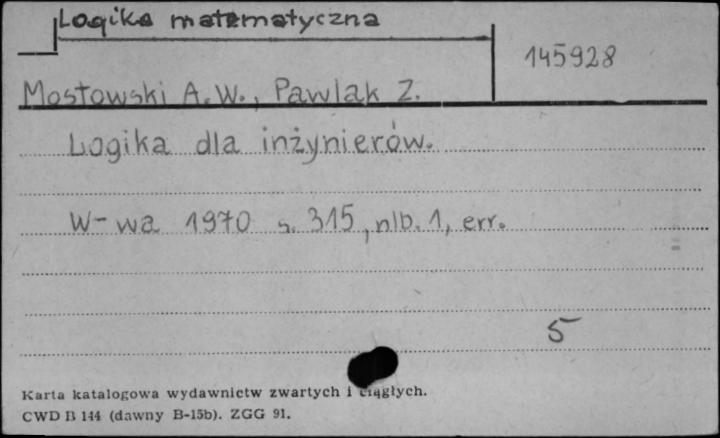 Logika matematyczna
145928
Mostowski A.W., Pawlak Z.
Logika dla inżynierów.
W-wa 1970 s. 315, nlb. 1, err.
5
Karta katalogowa wydawnictw zwartych i ciągłych.
CWD B 144 (dawny B-15b). ZGG 91.